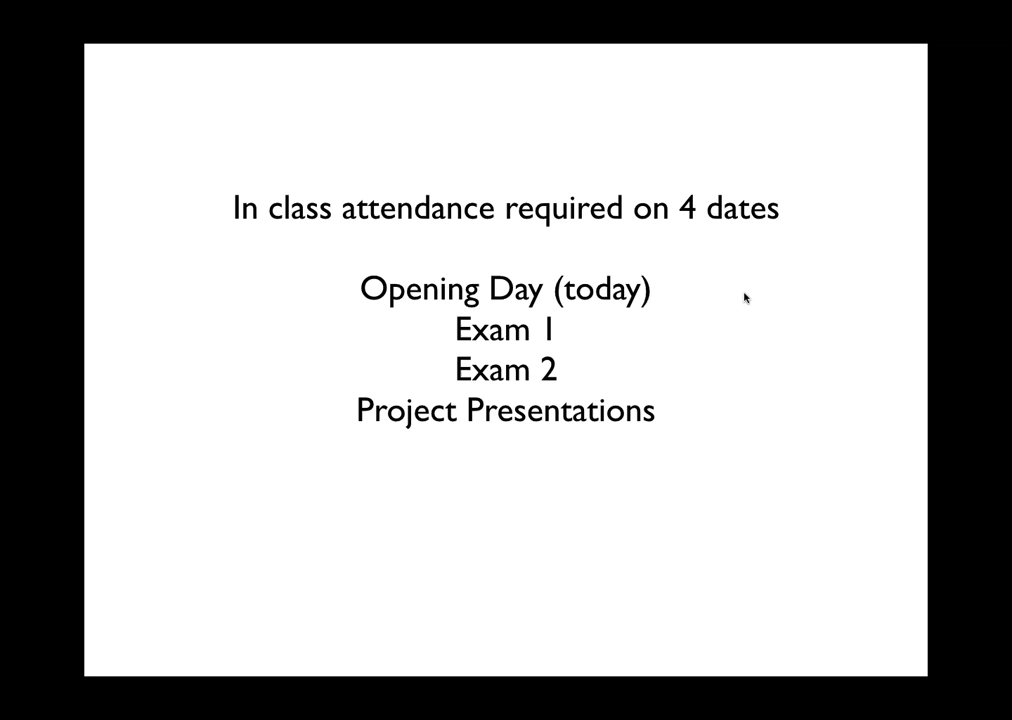 In class attendance required on 4 dates
Opening Day (today)
Exam 1
Exam 2
Project Presentations